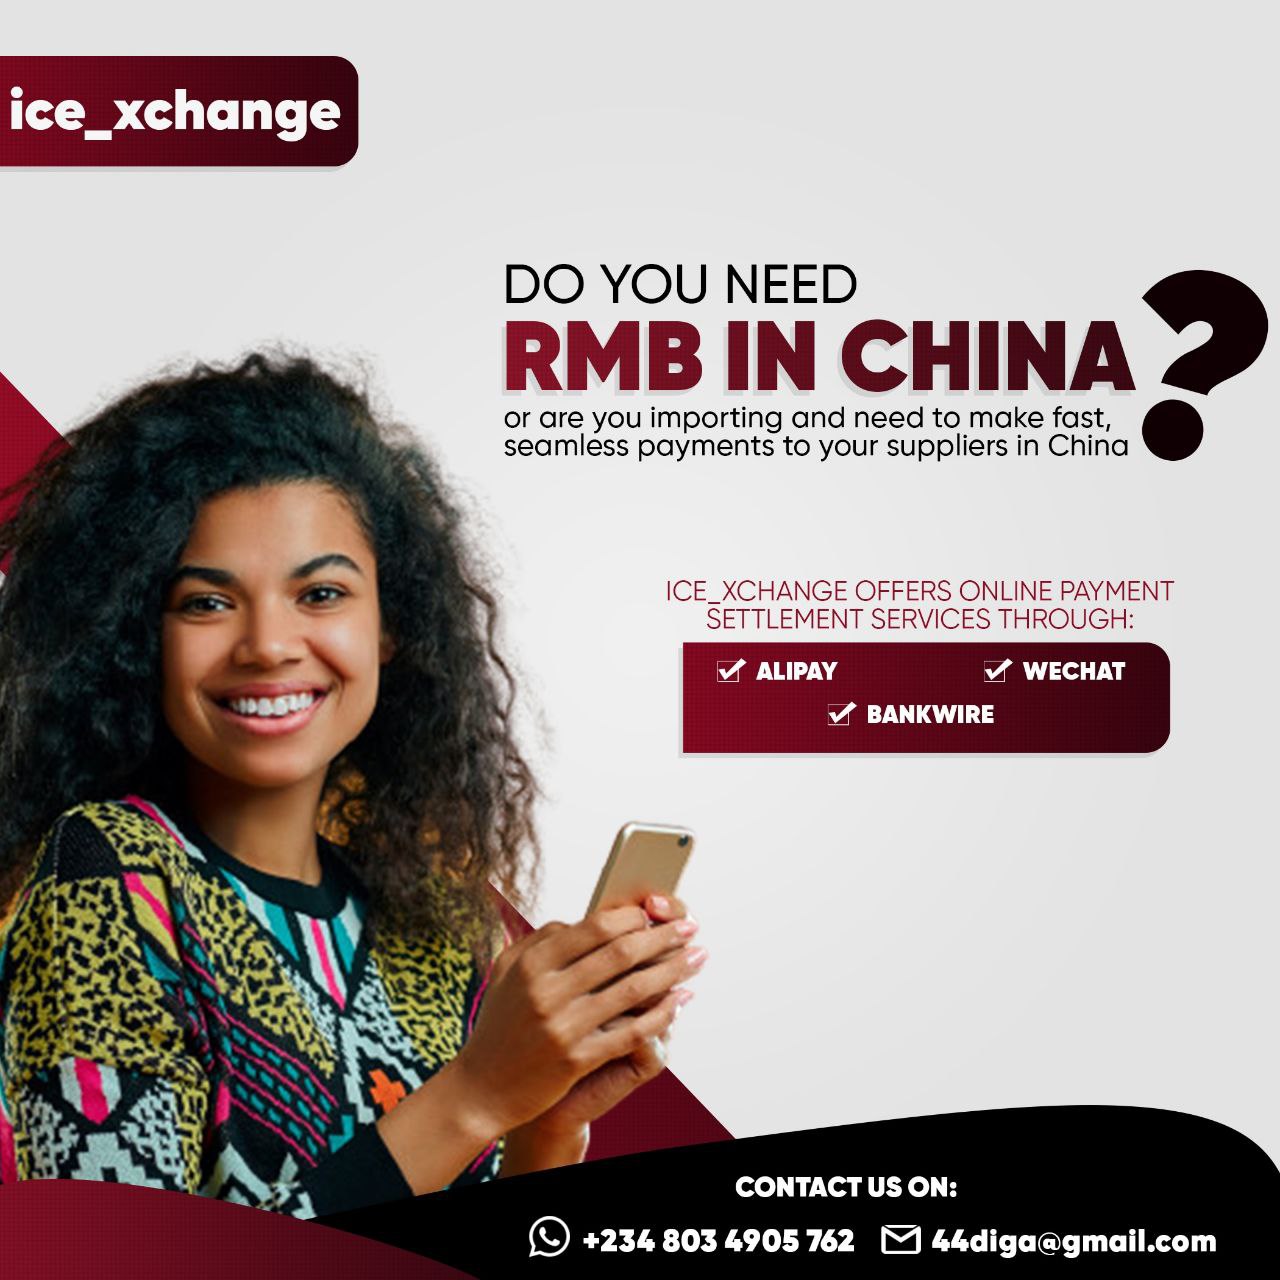 ice_xchange
DO YOU NEED
RMB IN CHINA?
or are you importing and need to make fast,
seamless payments to your suppliers in China
ICE_XCHANGE OFFERS ONLINE PAYMENT
SETTLEMENT SERVICES THROUGH:
ALIPAY WECHAT
BANKWIRE
CONTACT US ON:
+234 803 4905 762 44diga@gmail.com